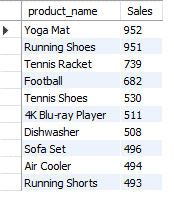 product_name Sales
Yoga Mat 952
Running Shoes 951
Tennis Racket 739
Football 682
Tennis Shoes 530
4K Blu-ray Player 511
Dishwasher 508
Sofa Set 496
Air Cooler 494
Running Shorts 493